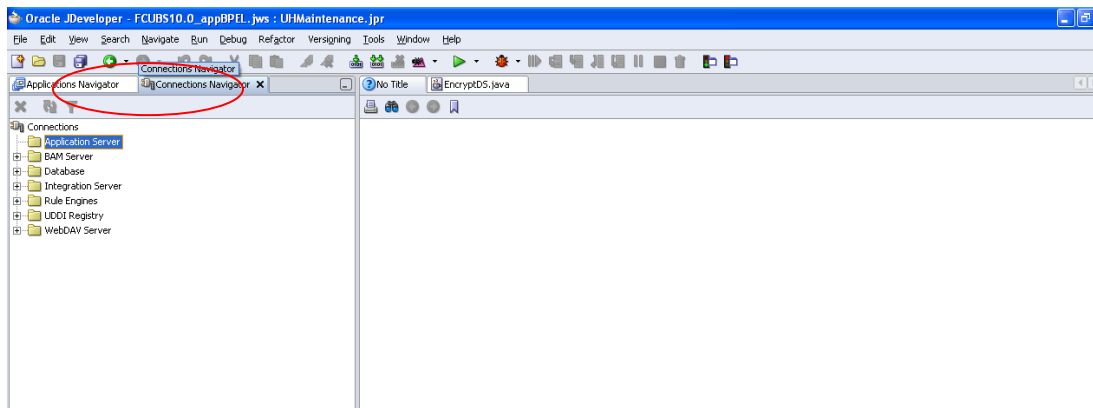 Oracle JDeveloper - FCUBS10.0_appBPEL.jws : UHMaintenance.jpr
File Edit View Search Navigate Run Debug Refactor Versioning Tools Window Help
Connections Navigator
Applications Navigator Connections Navigator No Title EncryptDS.java
Connections
Application Server
BAM Server
Database
Integration Server
Rule Engines
UDDI Registry
WebDAV Server